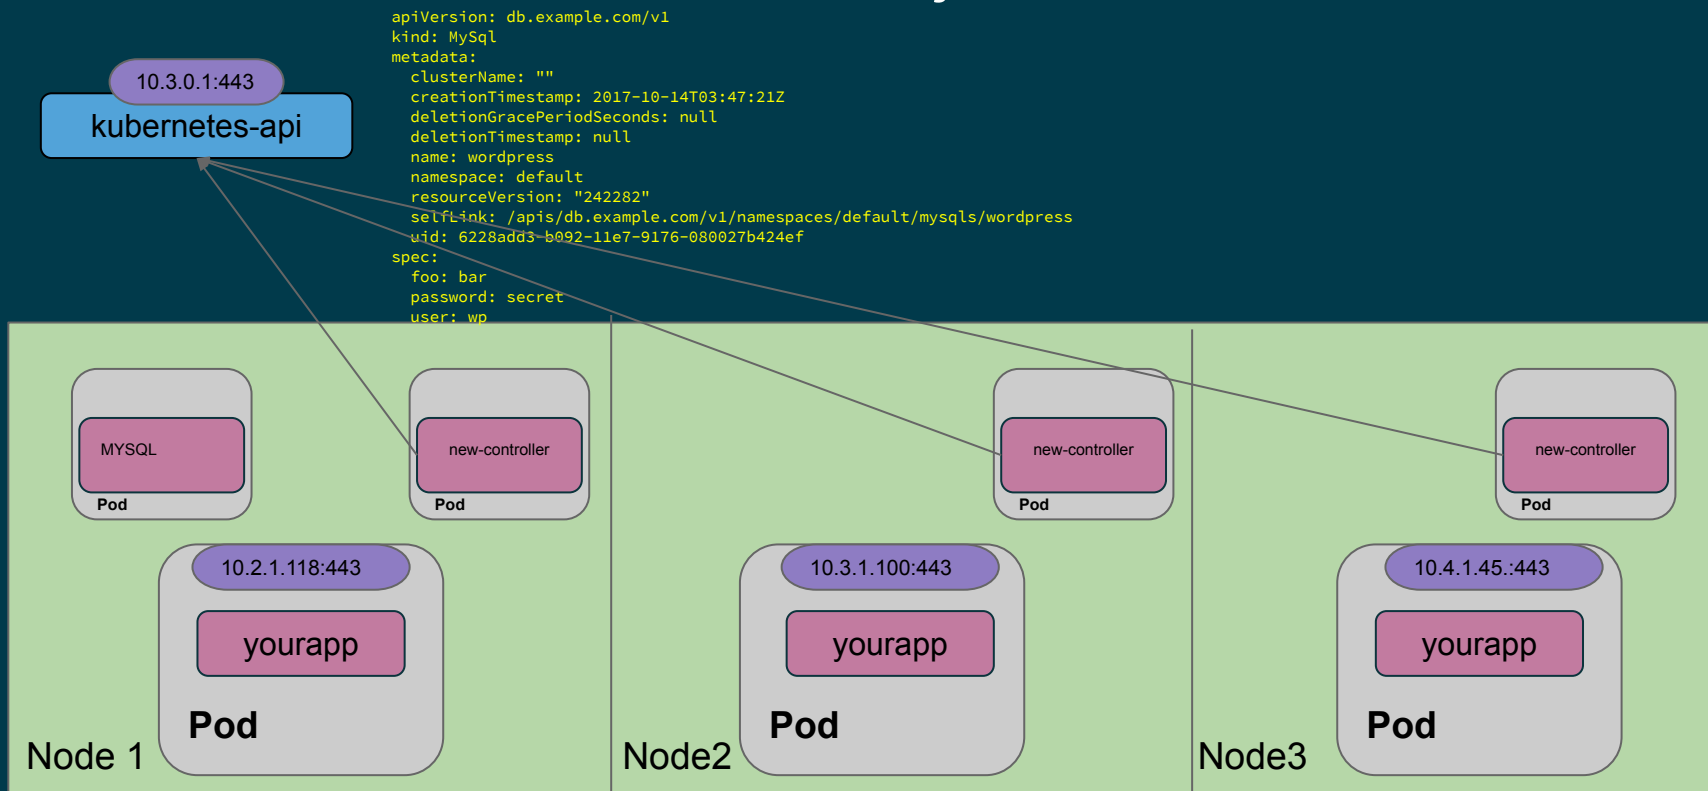 apiVersion: db.example.com/v1
kind: MySql
metadata:
  clusterName: ""
  creationTimestamp: 2017-10-14T03:47:21Z
  deletionGracePeriodSeconds: null
  deletionTimestamp: null
  name: wordpress
  namespace: default
  resourceVersion: "242282"
  selfLink: /apis/db.example.com/v1/namespaces/default/mysqls/wordpress
  uid: 6228add3-b092-11e7-9176-080027b424ef
spec:
  foo: bar
  password: secret
  user: wp
10.3.0.1:443
kubernetes-api
MYSQL
Pod
new-controller
Pod
new-controller
Pod
new-controller
Pod
10.2.1.118:443
yourapp
Pod
Node 1
10.3.1.100:443
yourapp
Pod
Node2
10.4.1.45.:443
yourapp
Pod
Node3